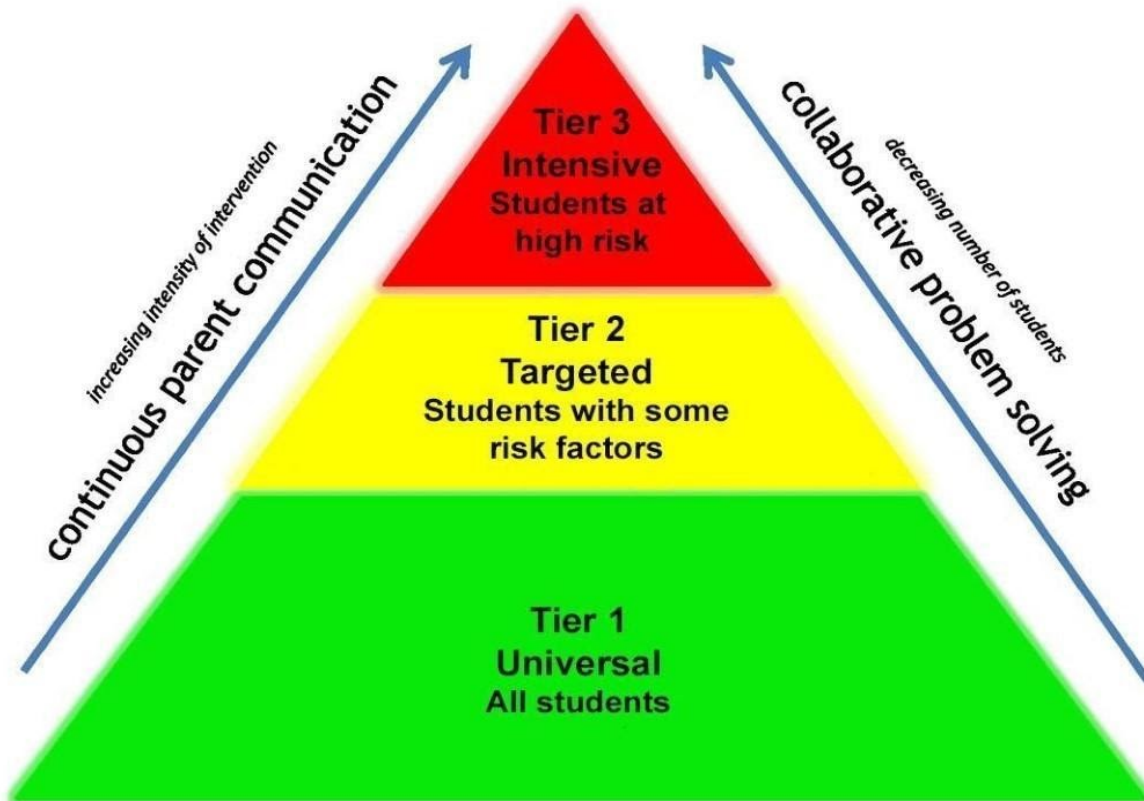 Tier 3
Intensive
Students at
high risk
Tier 2
Targeted
Students with some
risk factors
Tier 1
Universal
All students
increasing intensity of intervention
continuous parent communication
collaborative problem solving
decreasing number of students